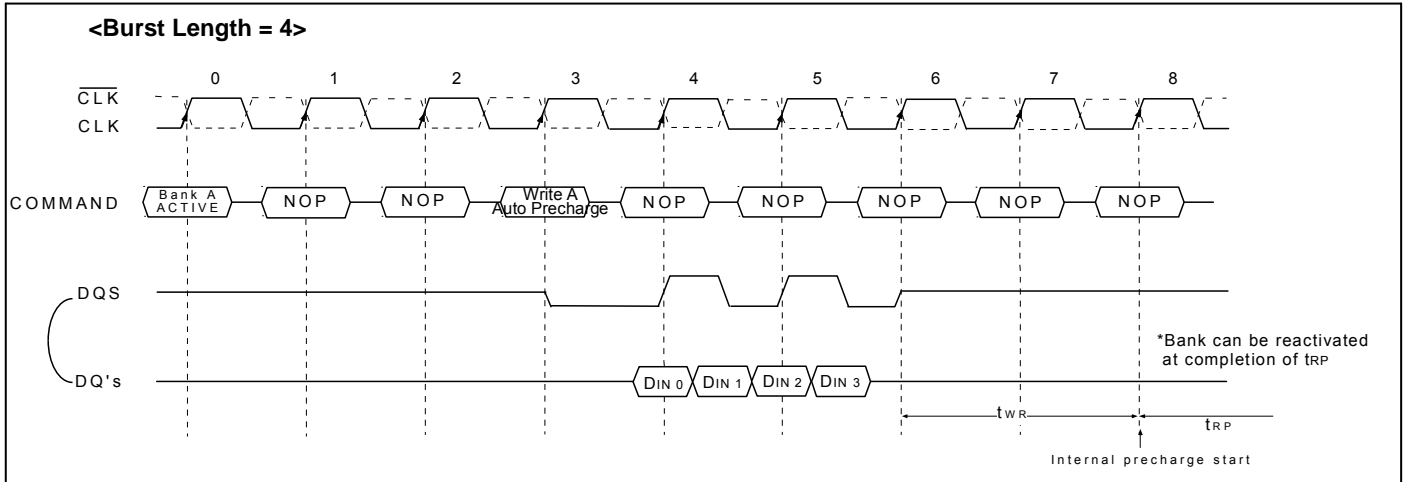 <Burst Length = 4>
0 1 2 3 4 5 6 7 8
CLK
CLK
COMMAND
Bank A
ACTIVE
NOP NOP
Write A
Auto Precharge
NOP NOP NOP NOP NOP
DQS
*Bank can be reactivated
at completion of tRP
DQ's
DIN 0 DIN 1 DIN 2 DIN 3
tWR
tRP
Internal precharge start